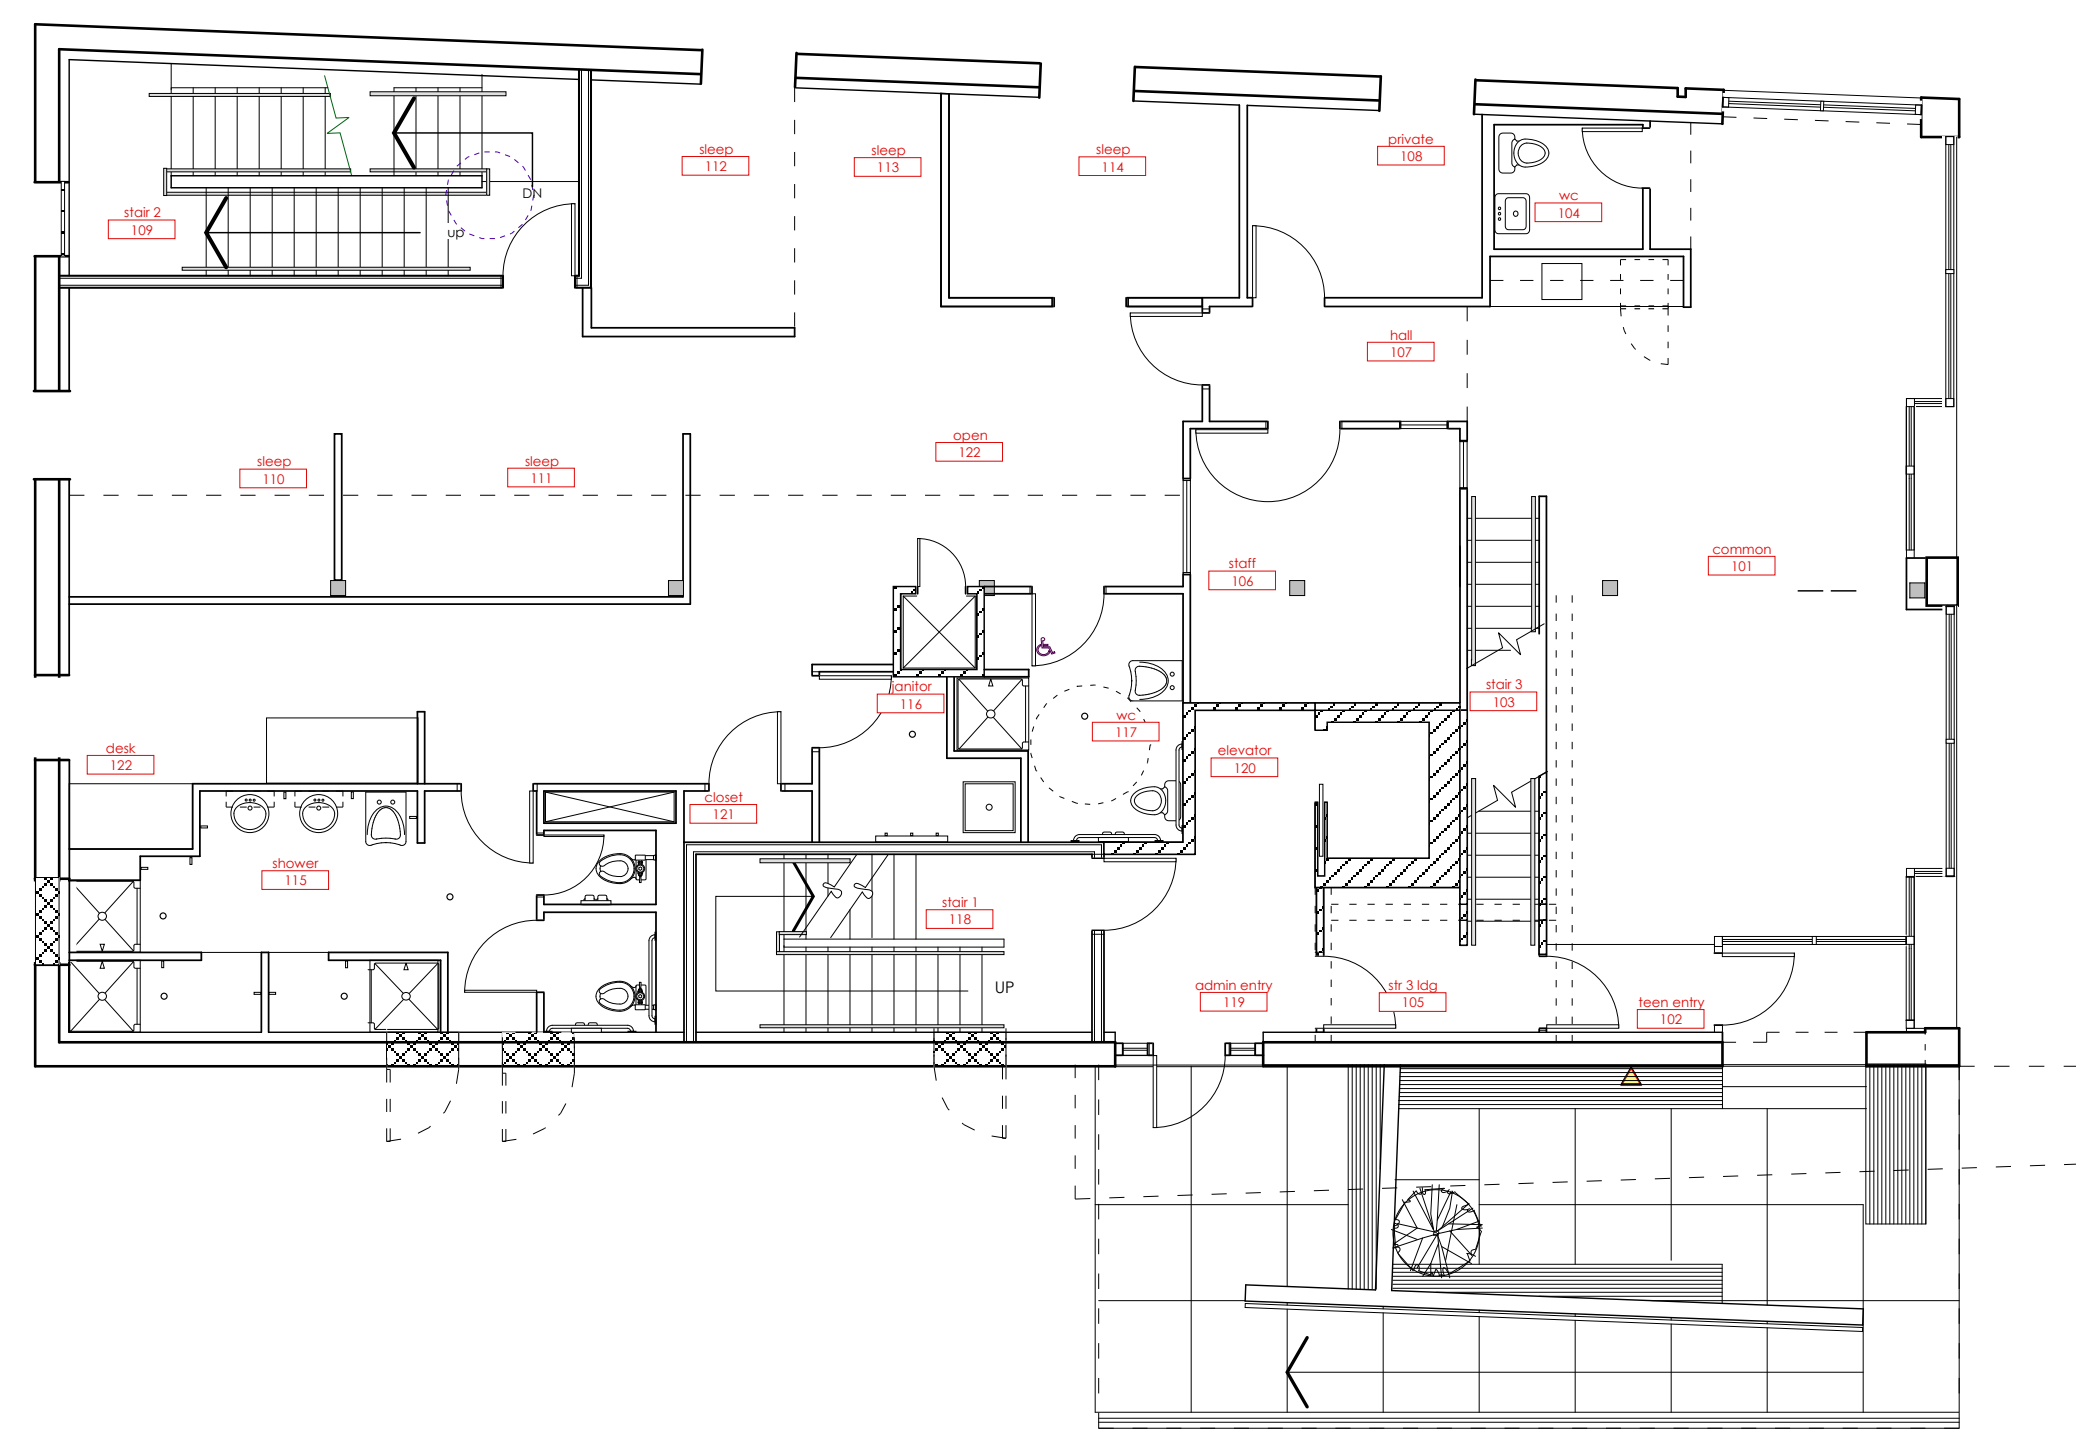 sleep
112
sleep
113
sleep
114
private
108
wc
104
stair 2
109
DN
up
hall
107
open
122
sleep
110
sleep
111
common
101
staff
106
stair 3
103
janitor
116
wc
117
elevator
120
desk
122
closet
121
shower
115
stair 1
118
UP
admin entry
119
str 3 ldg
105
teen entry
102